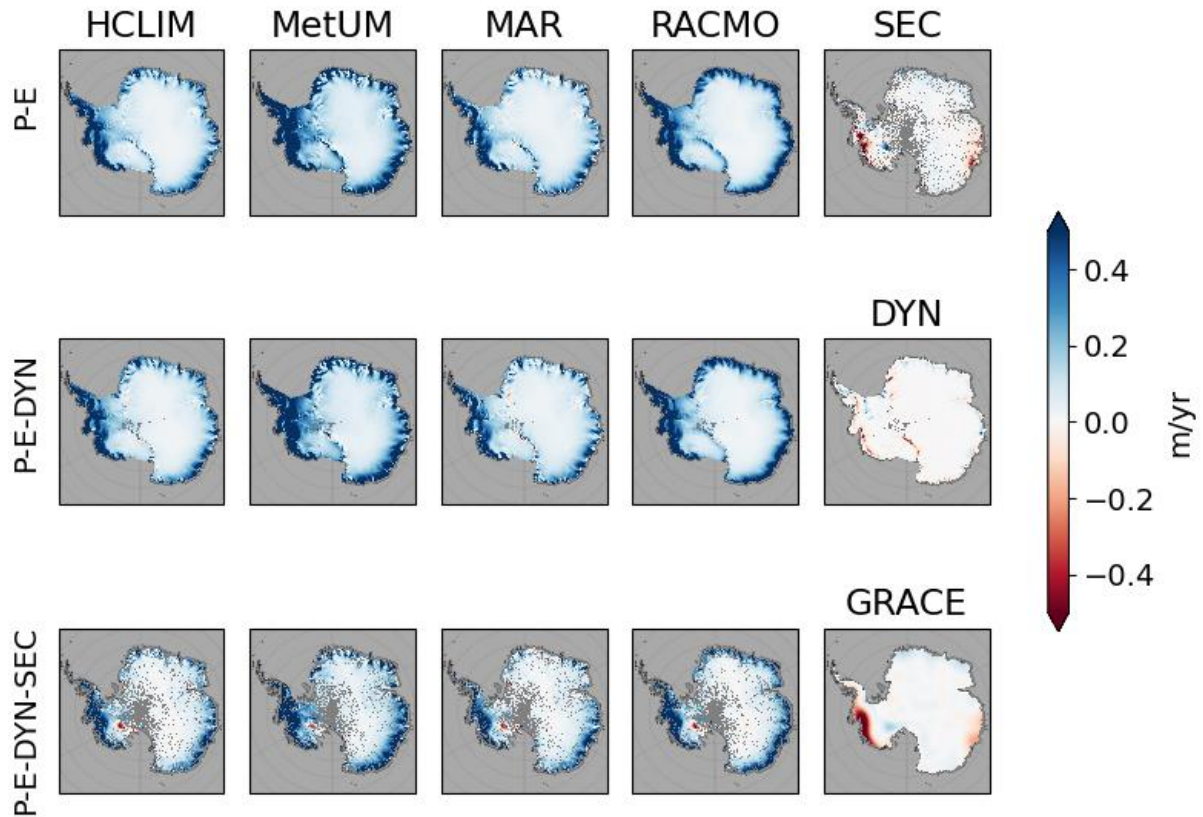 HCLIM MetUM MAR RACMO SEC
P-E
DYN
P-E-DYN
GRACE
P-E-DYN-SEC
0.4
0.2
0.0
−0.2
−0.4
m/yr